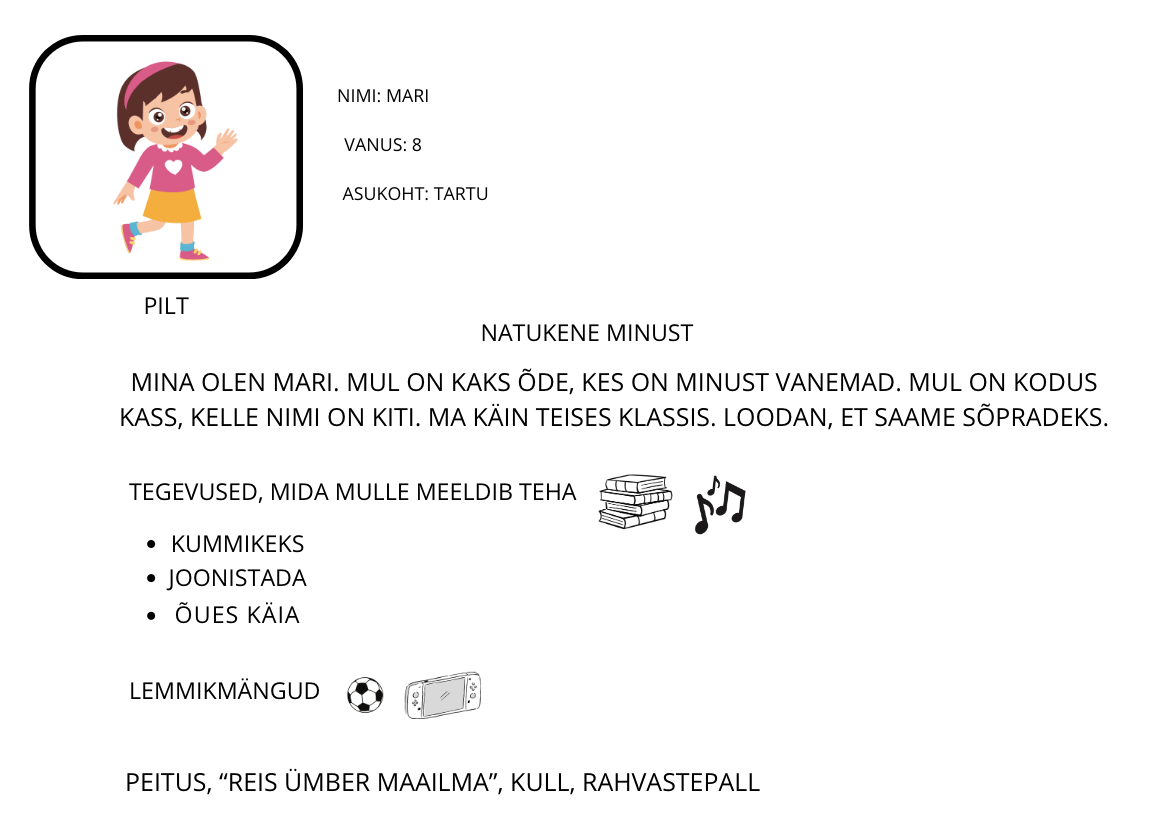 NIMI: MARI
VANUS: 8
ASUKOHT: TARTU
PILT
NATUKENE MINUST
MINA OLEN MARI. MUL ON KAKS ÕDE, KES ON MINUST VANEMAD. MUL ON KODUS
KASS, KELLE NIMI ON KITI. MA KÄIN TEISES KLASSIS. LOODAN, ET SAAME SÕPRADEKS.
TEGEVUSED, MIDA MULLE MEELDIB TEHA
• KUMMIKEKS
• JOONISTADA
• ÕUES KÄIA
LEMMIKMÄNGUD
PEITUS, “REIS ÜMBER MAAILMA”, KULL, RAHVASTEPALL